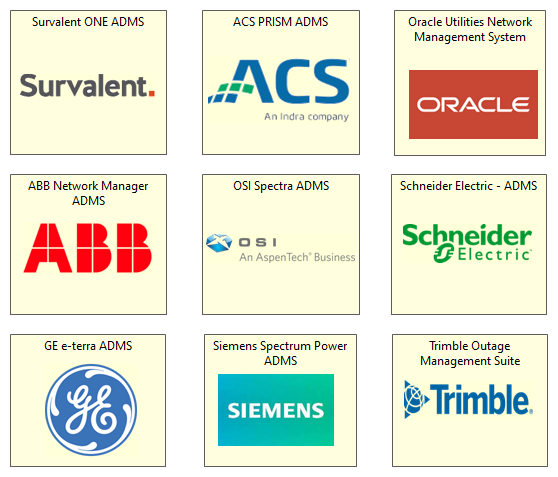 Survalent ONE ADMS
Survalent.
ACS PRISM ADMS
ACS
An Indra company
Oracle Utilities Network
Management System
ORACLE
ABB Network Manager
ADMS
ABB
OSI Spectra ADMS
OSI
An AspenTech® Business
Schneider Electric - ADMS
Schneider
Electric
GE e-terra ADMS
GE
Siemens Spectrum Power
ADMS
SIEMENS
Trimble Outage
Management Suite
Trimble®